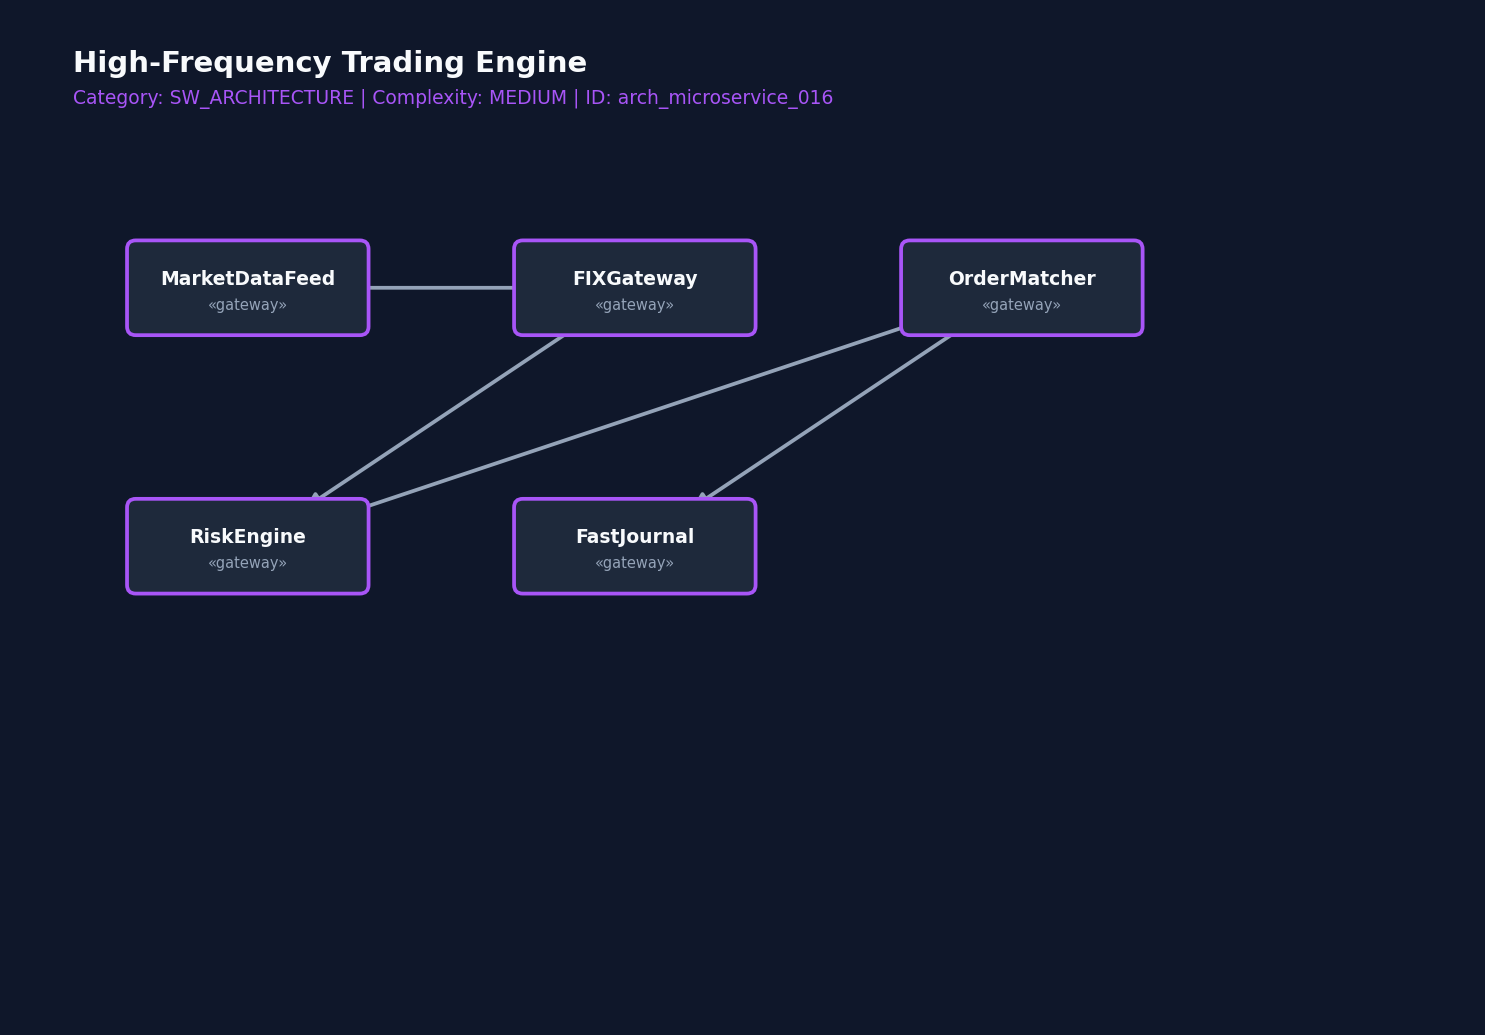 High-Frequency Trading Engine
Category: SW_ARCHITECTURE | Complexity: MEDIUM | ID: arch_microservice_016
MarketDataFeed
«gateway»
FIXGateway
«gateway»
OrderMatcher
«gateway»
RiskEngine
«gateway»
FastJournal
«gateway»